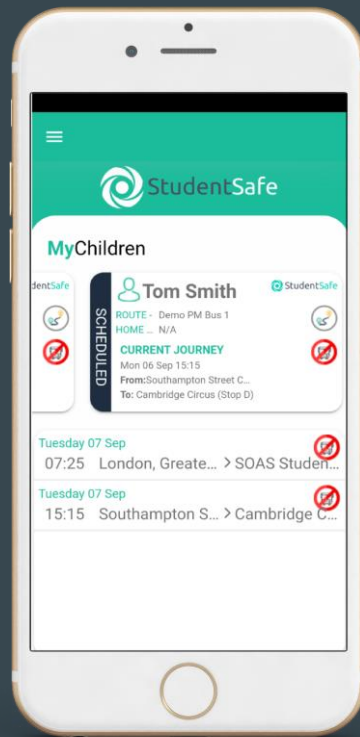 StudentSafe
MyChildren
dentSafe
SCHEDULED
Tom Smith
StudentSafe
ROUTE - Demo PM Bus 1
HOME ... N/A
CURRENT JOURNEY
Mon 06 Sep 15:15
From:Southampton Street C...
To: Cambridge Circus (Stop D)
Tuesday 07 Sep
07:25 London, Greate... > SOAS Studen...
Tuesday 07 Sep
15:15 Southampton S... > Cambridge C...